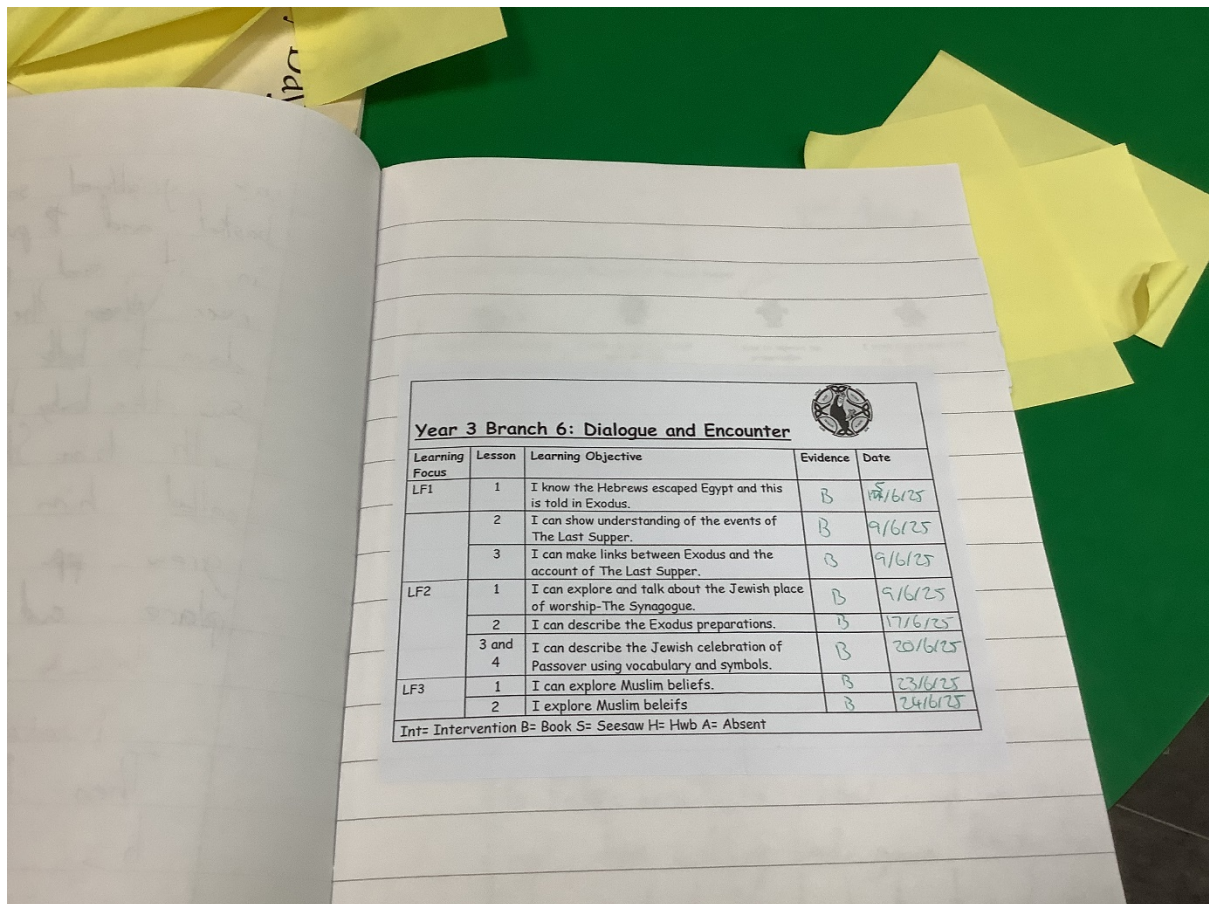 Year 3 Branch 6: Dialogue and Encounter
Learning Focus Lesson Learning Objective Evidence Date
LF1 1 I know the Hebrews escaped Egypt and this
is told in Exodus. B 5/6/25
2 I can show understanding of the events of
The Last Supper. B 9/6/25
3 I can make links between Exodus and the
account of The Last Supper. B 9/6/25
LF2 1 I can explore and talk about the Jewish place
of worship-The Synagogue. B 9/6/25
2 I can describe the Exodus preparations. B 17/6/25
3 and 4 I can describe the Jewish celebration of
Passover using vocabulary and symbols. B 20/6/25
LF3 1 I can explore Muslim beliefs. B 23/6/25
2 I explore Muslim beleifs B 24/6/25
Int= Intervention B= Book S= Seesaw H= Hwb A= Absent